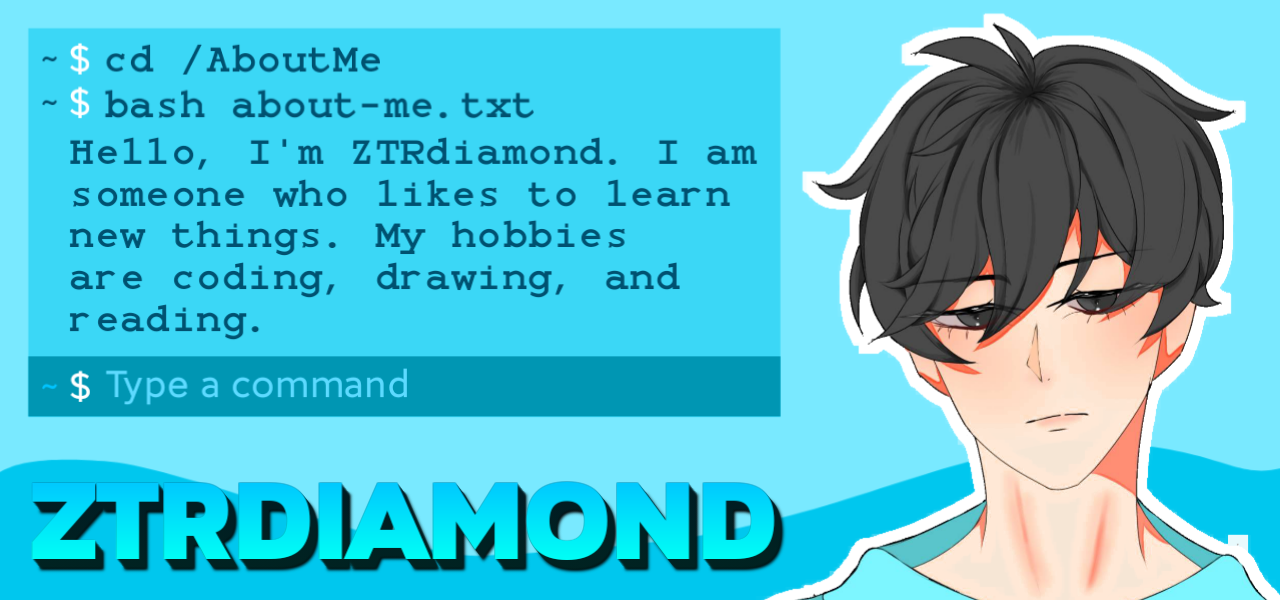 ~ $ cd /AboutMe
~ $ bash about-me.txt
Hello, I'm ZTRdiamond. I am
someone who likes to learn
new things. My hobbies
are coding, drawing, and
reading.
~ $ Type a command
ZTRDIAMOND